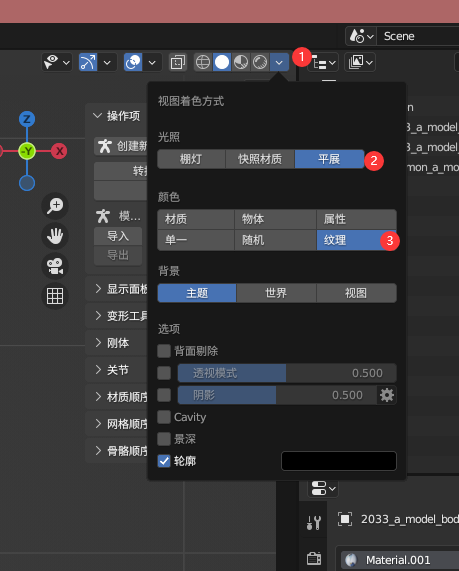 Scene
1
视图着色方式
操作项
光照
创建新
棚灯 快照材质 平展 2
转换
颜色
模...
材质 物体 属性
导入
单一 随机 纹理 3
导出
背景
显示面板
主题 世界 视图
变形工具
选项
刚体
背面剔除
关节
透视模式 0.500
材质顺序
阴影 0.500
网格顺序
Cavity
景深
骨骼顺序
轮廓
n
3_a_model_
3_a_model_
mon_a_mode
Z
-Y
X
2033_a_model_bod
Material.001